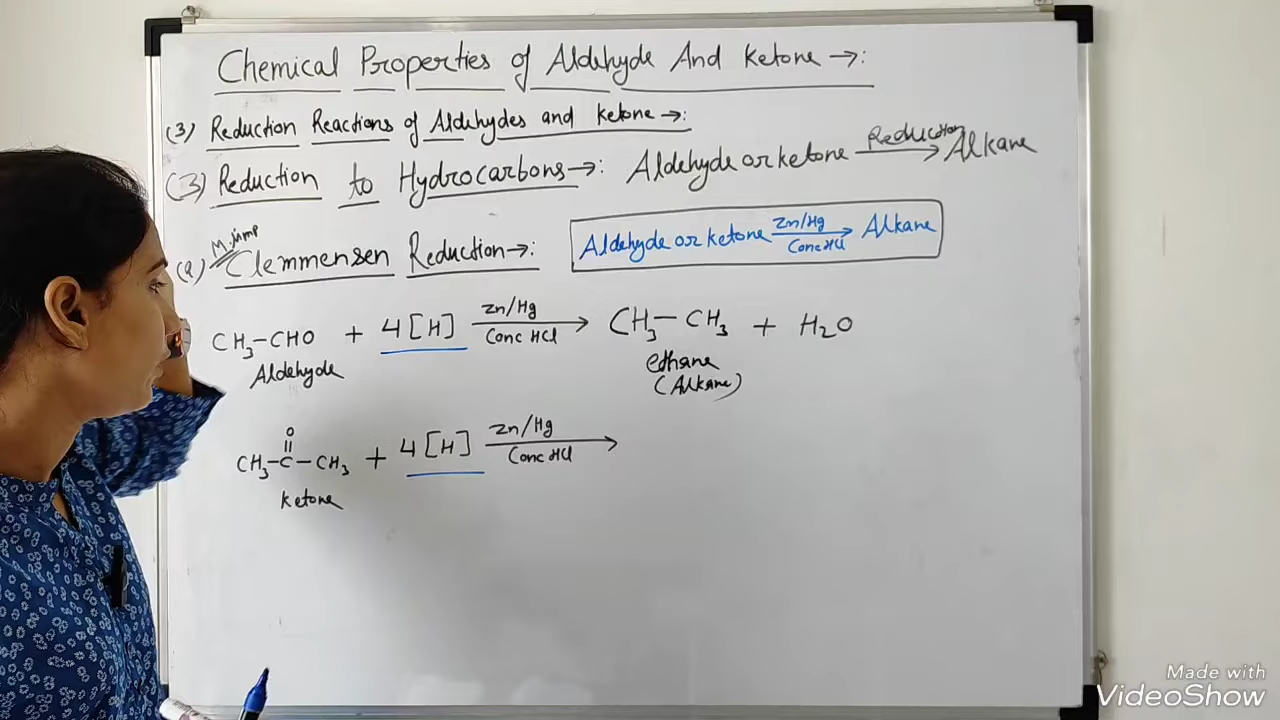 Chemical Properties of Aldehyde And Ketone →:
(3) Reduction Reactions of Aldehydes and ketone →:
(3) Reduction to Hydrocarbons →: Aldehyde or ketone Reduction → Alkane
(a) M.imp Clemmensen Reduction →: Aldehyde or ketone Zn/Hg Conc HCl → Alkane
CH3-CHO + 4[H] Zn/Hg Conc HCl → CH3-CH3 + H2O
Aldehyde ethane
(Alkane)
O
||
CH3-C-CH3 + 4[H] Zn/Hg Conc HCl →
ketone
Made with
VideoShow